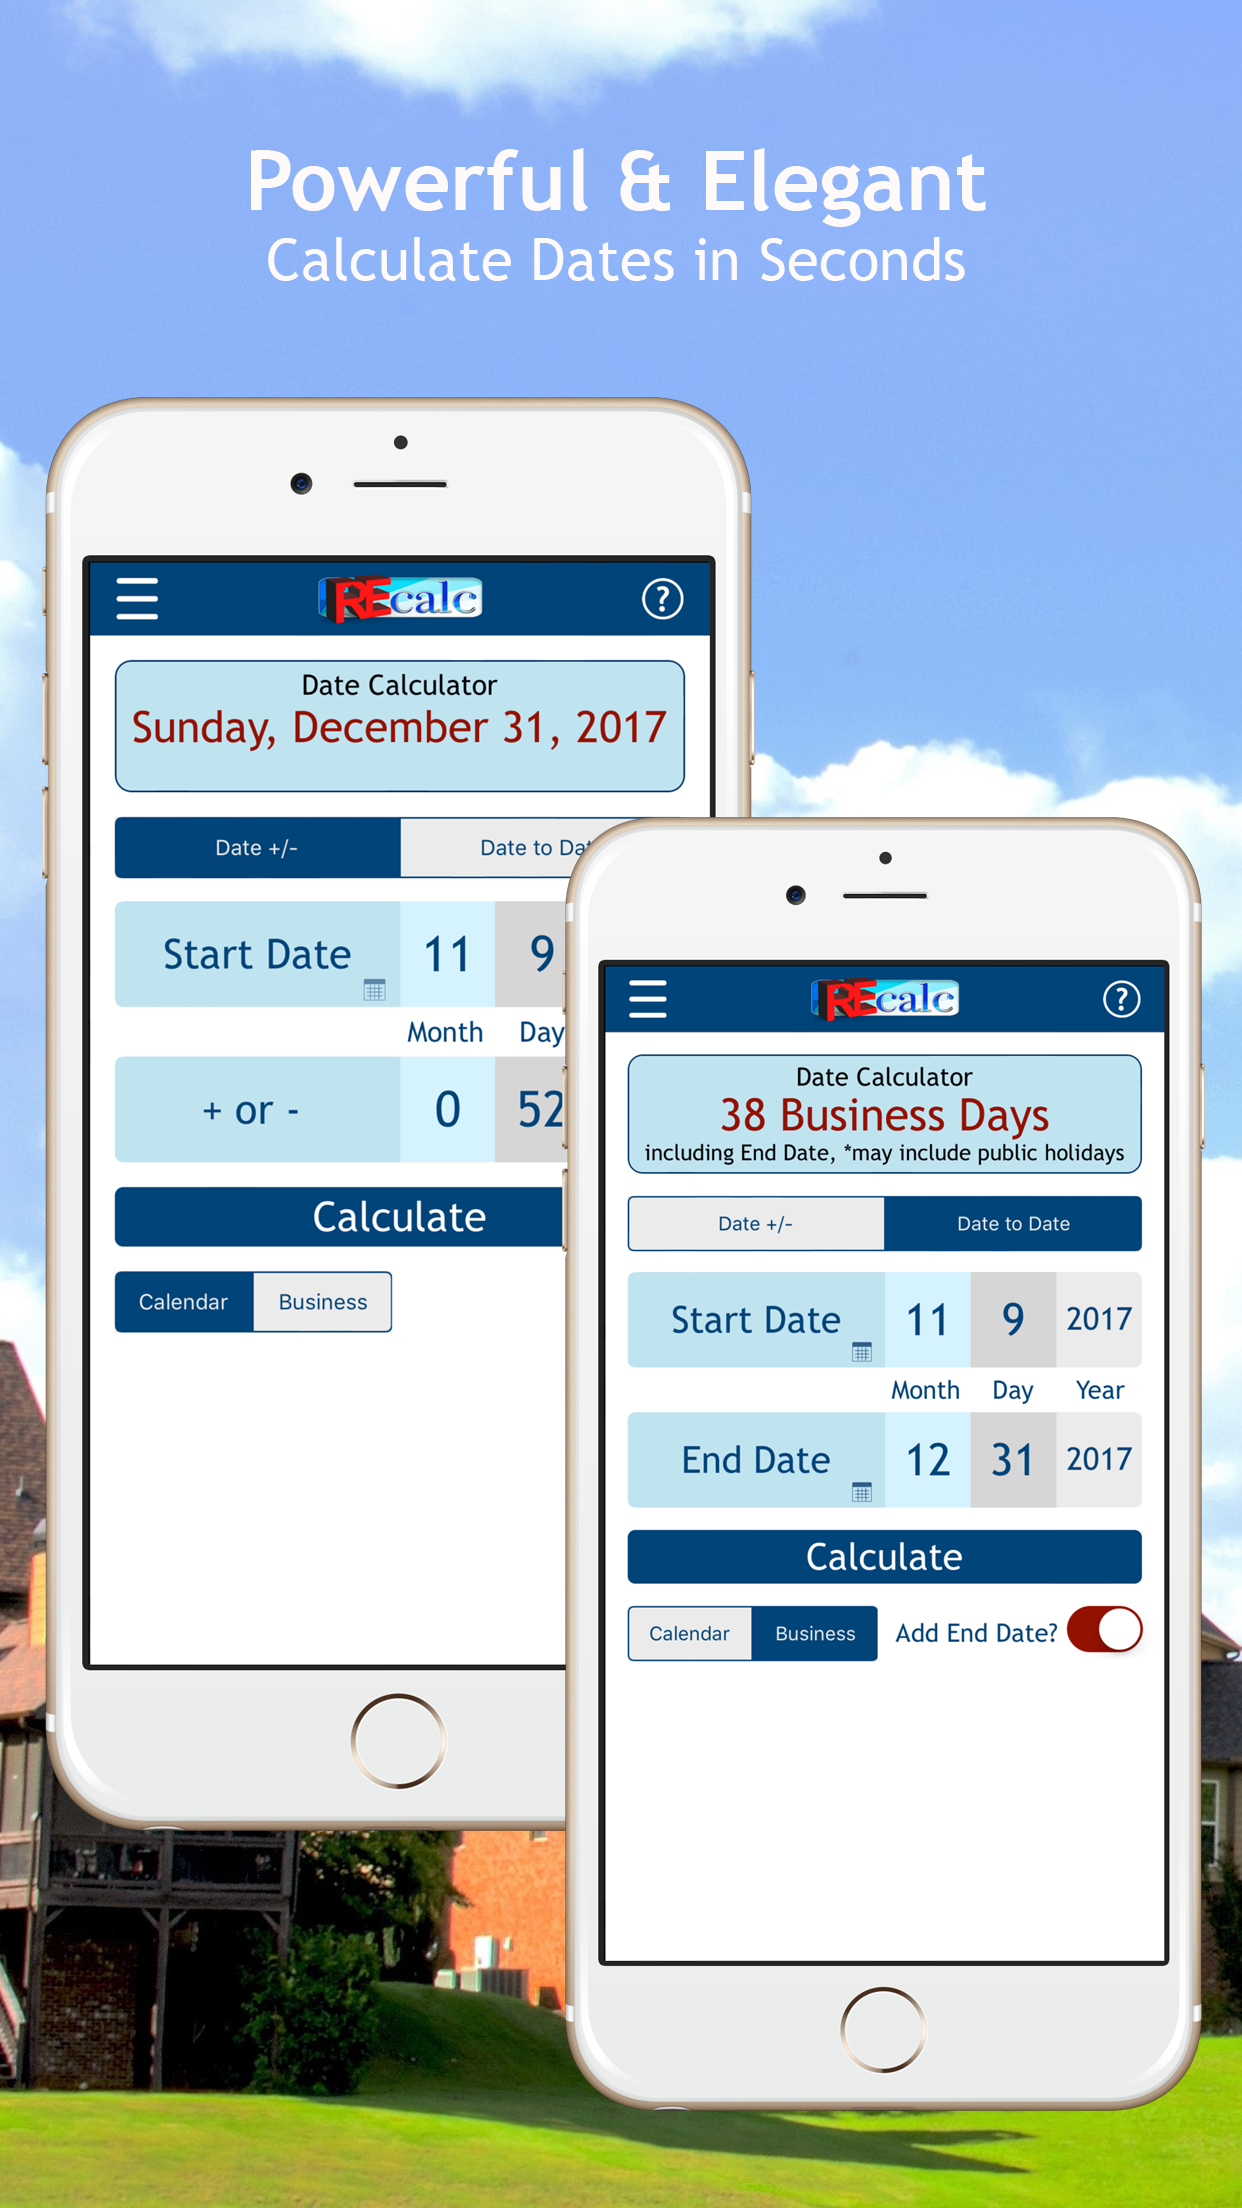 Powerful & Elegant
Calculate Dates in Seconds
REcalc
?
Date Calculator
Sunday, December 31, 2017
Date +/-
Date to Dat
Start Date 11 9
Month Day
+ or - 0 52
Calculate
Calendar Business
REcalc
?
Date Calculator
38 Business Days
including End Date, *may include public holidays
Date +/-
Date to Date
Start Date 11 9 2017
Month Day Year
End Date 12 31 2017
Calculate
Calendar Business Add End Date?